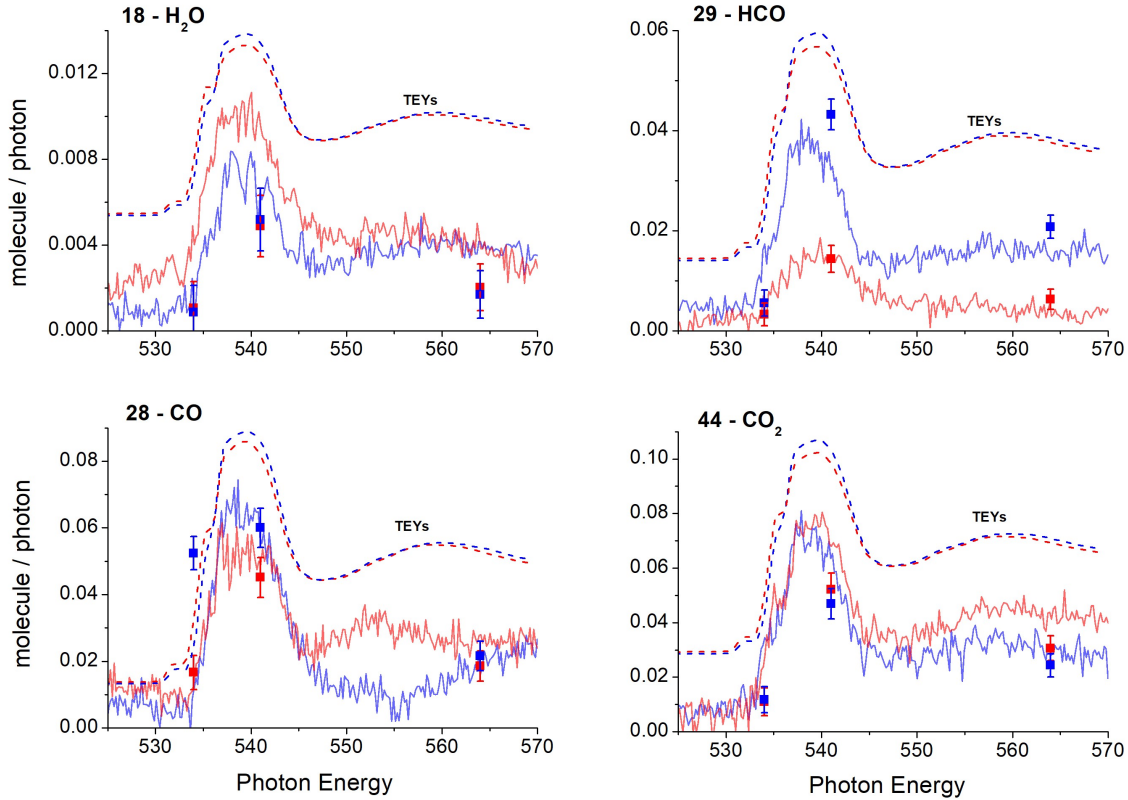 18 - H₂O
molecule / photon
0.012
0.008
0.004
0.000
TEYs
530 540 550 560 570
29 - HCO
0.06
0.04
0.02
0.00
TEYs
530 540 550 560 570
28 - CO
molecule / photon
0.08
0.06
0.04
0.02
0.00
TEYs
530 540 550 560 570
Photon Energy
44 - CO₂
0.10
0.08
0.06
0.04
0.02
0.00
TEYs
530 540 550 560 570
Photon Energy